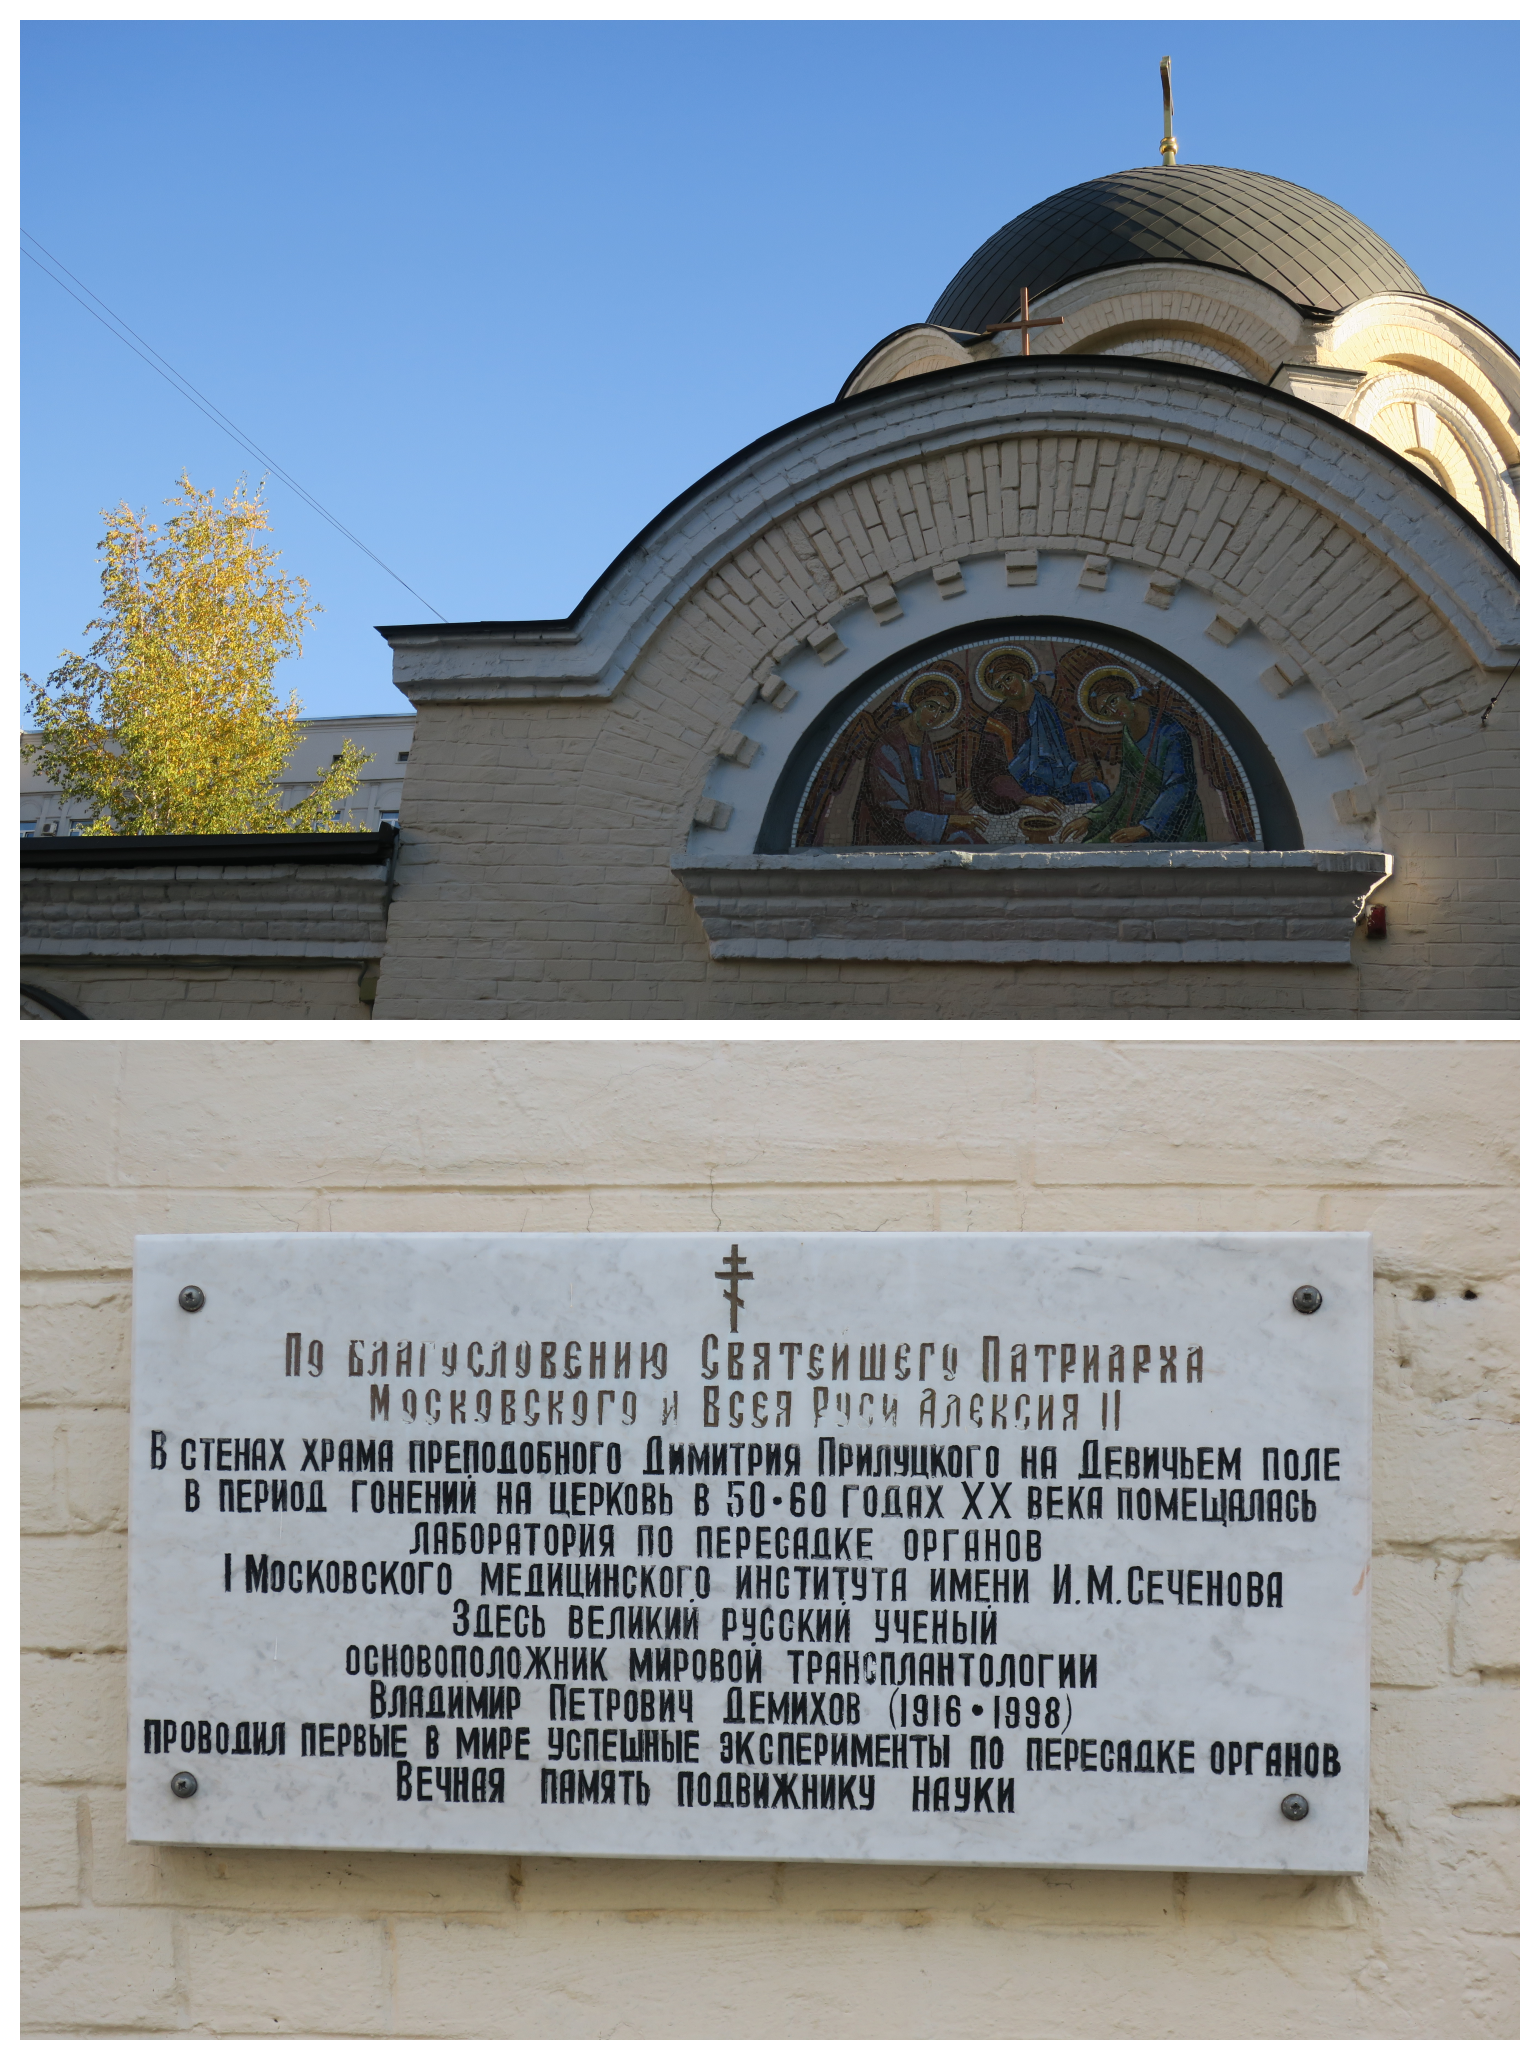 По благословению Святейшего Патриарха
Московского и Всея Руси Алексия II
В стенах храма преподобного Димитрия Прилуцкого на Девичьем поле
в период гонений на церковь в 50•60 годах XX века помещалась
лаборатория по пересадке органов
I Московского медицинского института имени И.М.Сеченова
Здесь великий русский ученый
основоположник мировой трансплантологии
Владимир Петрович Демихов (1916•1998)
проводил первые в мире успешные эксперименты по пересадке органов
Вечная память подвижнику науки